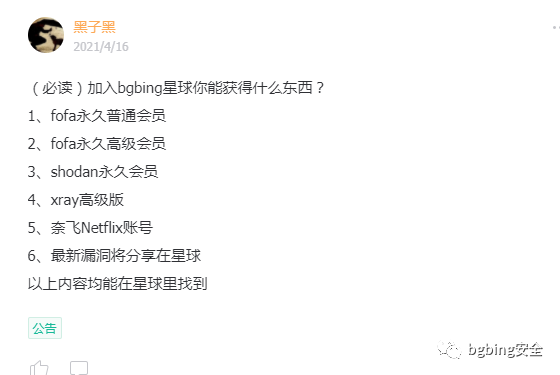 黑子黑
2021/4/16
（必读）加入bgbing星球你能获得什么东西？
1、fofa永久普通会员
2、fofa永久高级会员
3、shodan永久会员
4、xray高级版
5、奈飞Netflix账号
6、最新漏洞将分享在星球
以上内容均能在星球里找到
公告
bgbing安全